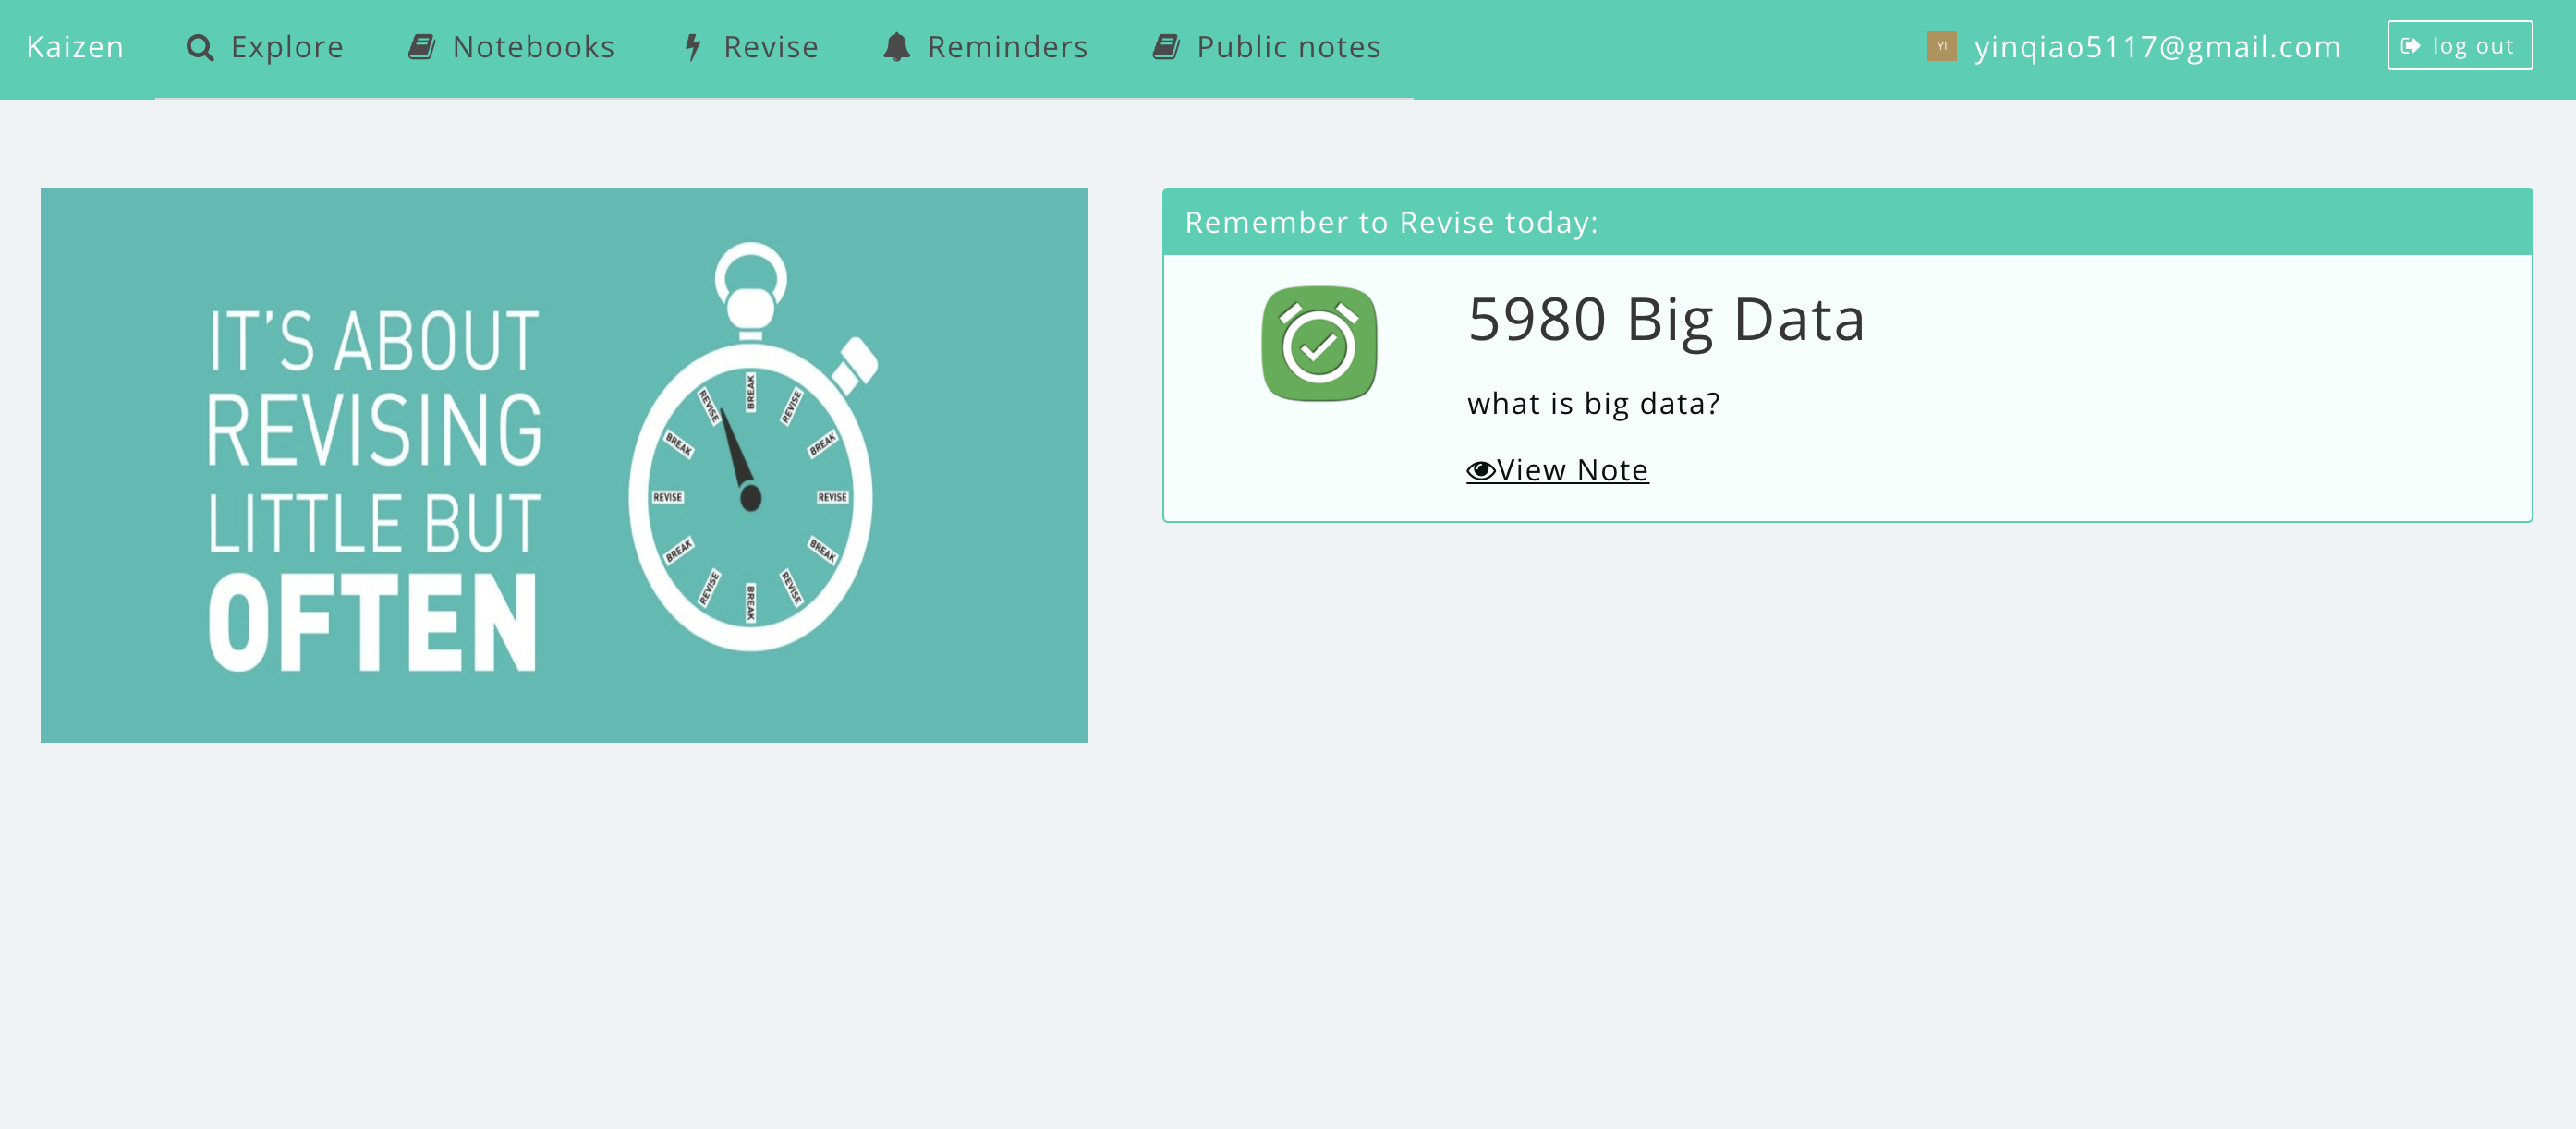 Kaizen Explore Notebooks Revise Reminders Public notes YI yinqiao5117@gmail.com log out
IT'S ABOUT
REVISING
LITTLE BUT
OFTEN
BREAK
REVISE
BREAK
REVISE
BREAK
REVISE
BREAK
REVISE
BREAK
REVISE
BREAK
REVISE
Remember to Revise today:
5980 Big Data
what is big data?
View Note